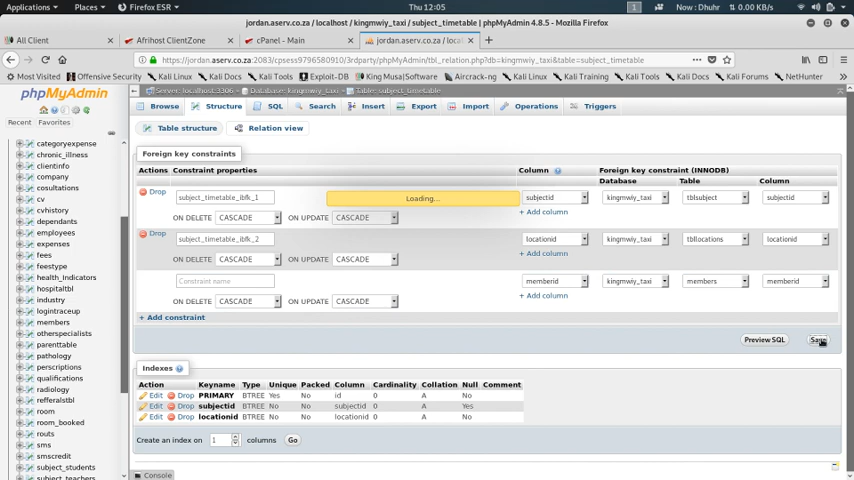 Applications ▾ Places ▾ Firefox ESR ▾ Thu 12:05 1 Now : Dhuhr ⇅ 0.00 KB/s
jordan.aserv.co.za / localhost / kingmwiy_taxi / subject_timetable | phpMyAdmin 4.8.5 - Mozilla Firefox
All Client Afrihost ClientZone cPanel - Main jordan.aserv.co.za / local
https://jordan.aserv.co.za:2083/cpsess9796580910/3rdparty/phpMyAdmin/tbl_relation.php?db=kingmwiy_taxi&table=subject_timetable
Most Visited Offensive Security Kali Linux Kali Docs Kali Tools Exploit-DB King Musa|Software Aircrack-ng Kali Linux Kali Training Kali Tools Kali Docs Kali Forums NetHunter
phpMyAdmin
Recent Favorites
categoryexpense
chronic_illness
clientinfo
company
cosultations
cv
cvhistory
dependants
employees
expenses
fees
feestype
health_indicators
hospitaltbl
industry
logintraceup
members
otherspecialists
parenttable
pathology
perscriptions
qualifications
radiology
refferalstbl
room
room_booked
routs
sms
smscredit
subject_students
subject_teachers
Server: localhost:3306 » Database: kingmwiy_taxi » Table: subject_timetable
Browse Structure SQL Search Insert Export Import Operations Triggers
Table structure Relation view
Foreign key constraints
Actions Constraint properties Column Foreign key constraint (INNODB)
Database Table Column
Drop subject_timetable_ibfk_1 Loading... subjectid kingmwiy_taxi tblsubject subjectid
ON DELETE CASCADE ON UPDATE CASCADE + Add column
Drop subject_timetable_ibfk_2 locationid kingmwiy_taxi tbllocations locationid
ON DELETE CASCADE ON UPDATE CASCADE + Add column
Constraint name memberid kingmwiy_taxi members memberid
ON DELETE CASCADE ON UPDATE CASCADE + Add column
+ Add constraint
Preview SQL Save
Indexes
Action Keyname Type Unique Packed Column Cardinality Collation Null Comment
Edit Drop PRIMARY BTREE Yes No id 0 A No
Edit Drop subjectid BTREE No No subjectid 0 A Yes
Edit Drop locationid BTREE No No locationid 0 A No
Create an index on 1 columns Go
Console